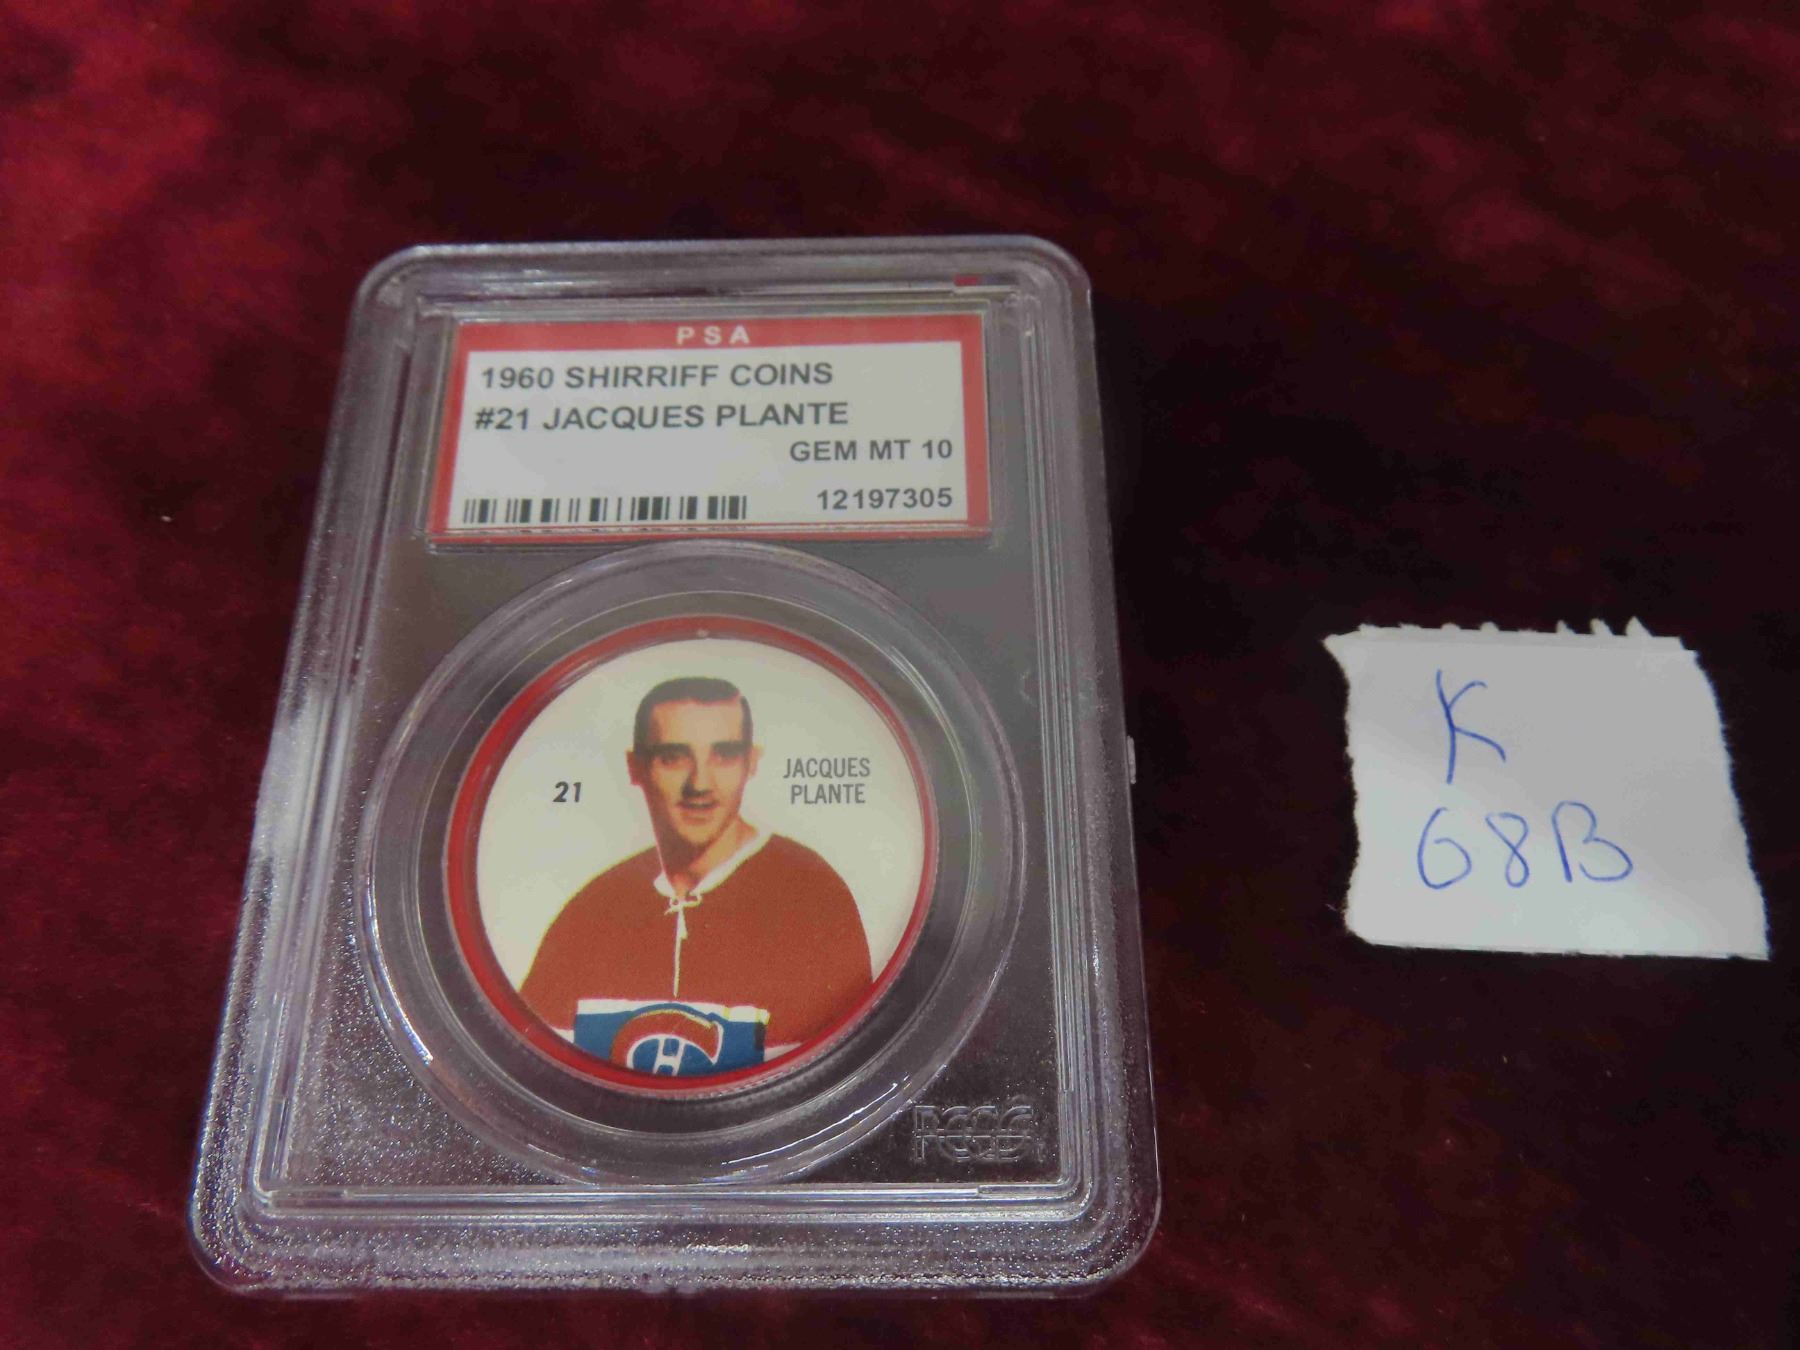 PSA
1960 SHIRRIFF COINS
#21 JACQUES PLANTE
GEM MT 10
12197305
21
JACQUES
PLANTE
K
68B